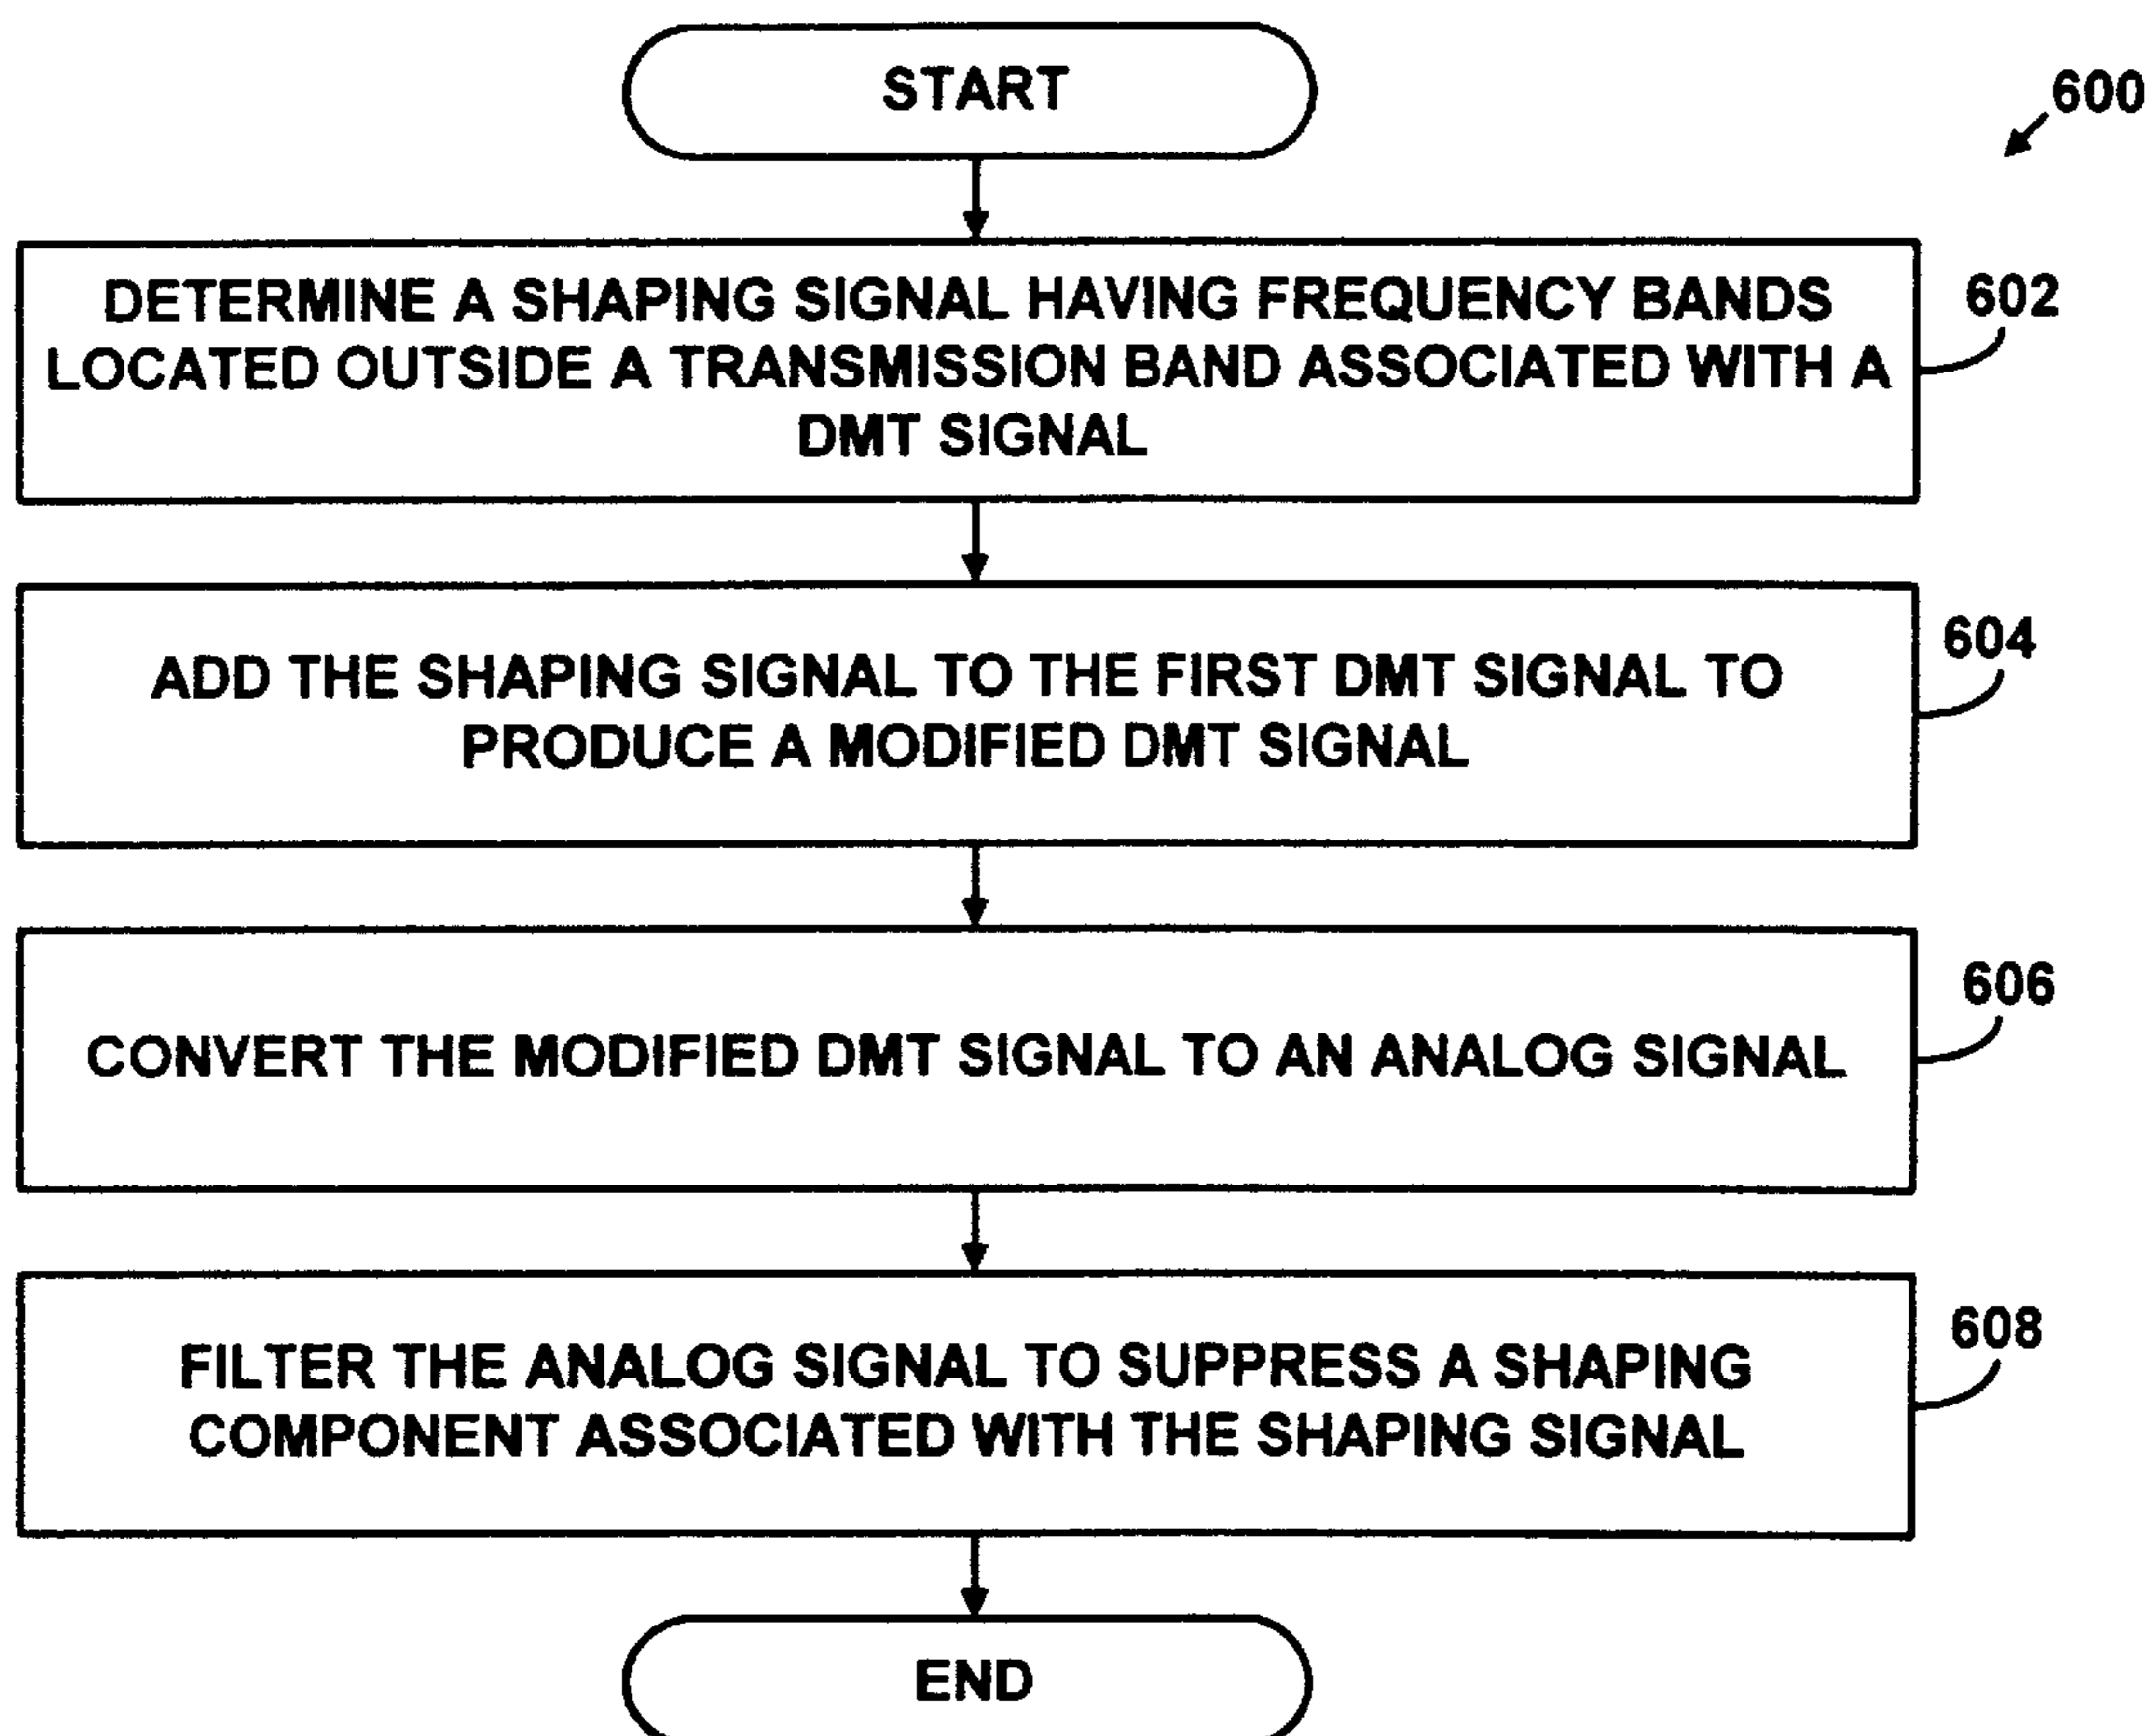 START
600
DETERMINE A SHAPING SIGNAL HAVING FREQUENCY BANDS
LOCATED OUTSIDE A TRANSMISSION BAND ASSOCIATED WITH A
DMT SIGNAL
602
ADD THE SHAPING SIGNAL TO THE FIRST DMT SIGNAL TO
PRODUCE A MODIFIED DMT SIGNAL
604
CONVERT THE MODIFIED DMT SIGNAL TO AN ANALOG SIGNAL
606
FILTER THE ANALOG SIGNAL TO SUPPRESS A SHAPING
COMPONENT ASSOCIATED WITH THE SHAPING SIGNAL
608
END